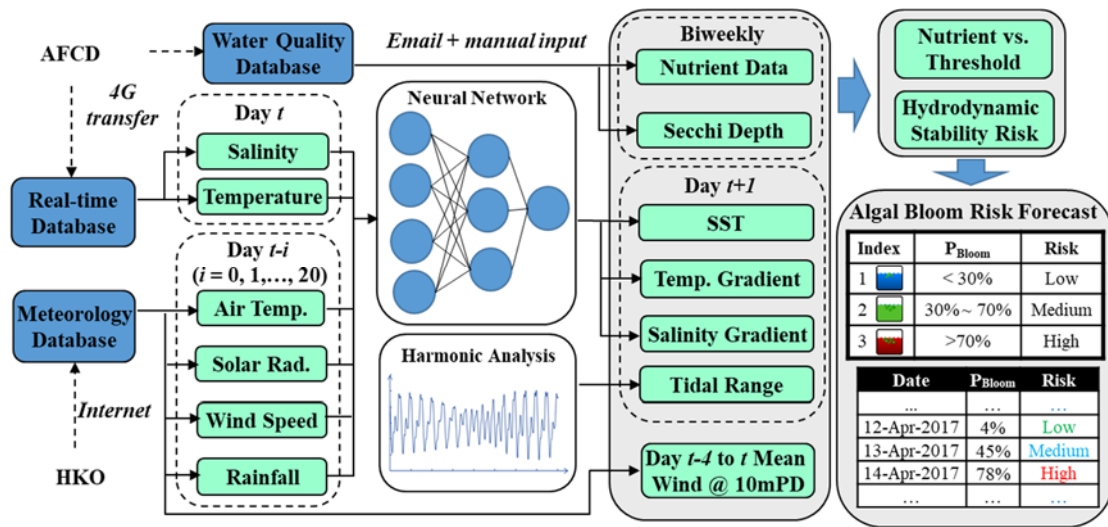 AFCD
4G
transfer
Real-time
Database
Meteorology
Database
Internet
HKO
Water Quality
Database
Email + manual input
Day t
Salinity
Temperature
Day t-i
(i = 0, 1,…, 20)
Air Temp.
Solar Rad.
Wind Speed
Rainfall
Neural Network
Harmonic Analysis
Biweekly
Nutrient Data
Secchi Depth
Day t+1
SST
Temp. Gradient
Salinity Gradient
Tidal Range
Day t-4 to t Mean
Wind @ 10mPD
Nutrient vs.
Threshold
Hydrodynamic
Stability Risk
Algal Bloom Risk Forecast
Index PBloom Risk
1 < 30% Low
2 30%~ 70% Medium
3 >70% High
Date PBloom Risk
... … …
12-Apr-2017 4% Low
13-Apr-2017 45% Medium
14-Apr-2017 78% High
… … …